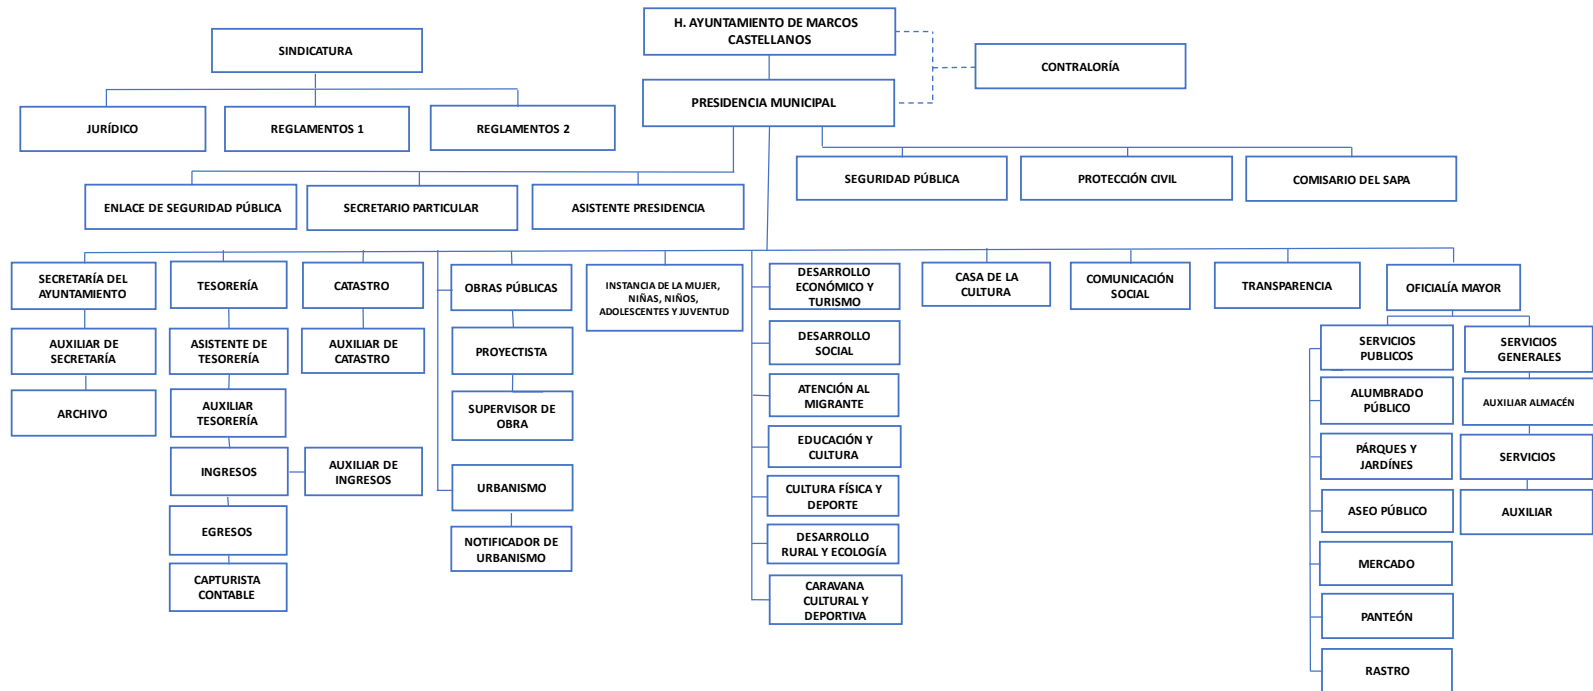 H. AYUNTAMIENTO DE MARCOS
CASTELLANOS
SINDICATURA
CONTRALORÍA
PRESIDENCIA MUNICIPAL
JURÍDICO
REGLAMENTOS 1
REGLAMENTOS 2
SEGURIDAD PÚBLICA
PROTECCIÓN CIVIL
COMISARIO DEL SAPA
ENLACE DE SEGURIDAD PÚBLICA
SECRETARIO PARTICULAR
ASISTENTE PRESIDENCIA
SECRETARÍA DEL
AYUNTAMIENTO
AUXILIAR DE
SECRETARÍA
ARCHIVO
TESORERÍA
ASISTENTE DE
TESORERÍA
AUXILIAR
TESORERÍA
INGRESOS
AUXILIAR DE
INGRESOS
EGRESOS
CAPTURISTA
CONTABLE
CATASTRO
AUXILIAR DE
CATASTRO
OBRAS PÚBLICAS
PROYECTISTA
SUPERVISOR DE
OBRA
URBANISMO
NOTIFICADOR DE
URBANISMO
INSTANCIA DE LA MUJER,
NIÑAS, NIÑOS,
ADOLESCENTES Y JUVENTUD
DESARROLLO
ECONÓMICO Y
TURISMO
DESARROLLO
SOCIAL
ATENCIÓN AL
MIGRANTE
EDUCACIÓN Y
CULTURA
CULTURA FÍSICA Y
DEPORTE
DESARROLLO
RURAL Y ECOLOGÍA
CARAVANA
CULTURAL Y
DEPORTIVA
CASA DE LA
CULTURA
COMUNICACIÓN
SOCIAL
TRANSPARENCIA
OFICIALÍA MAYOR
SERVICIOS
PUBLICOS
ALUMBRADO
PÚBLICO
PÁRQUES Y
JARDÍNES
ASEO PÚBLICO
MERCADO
PANTEÓN
RASTRO
SERVICIOS
GENERALES
AUXILIAR ALMACÉN
SERVICIOS
AUXILIAR